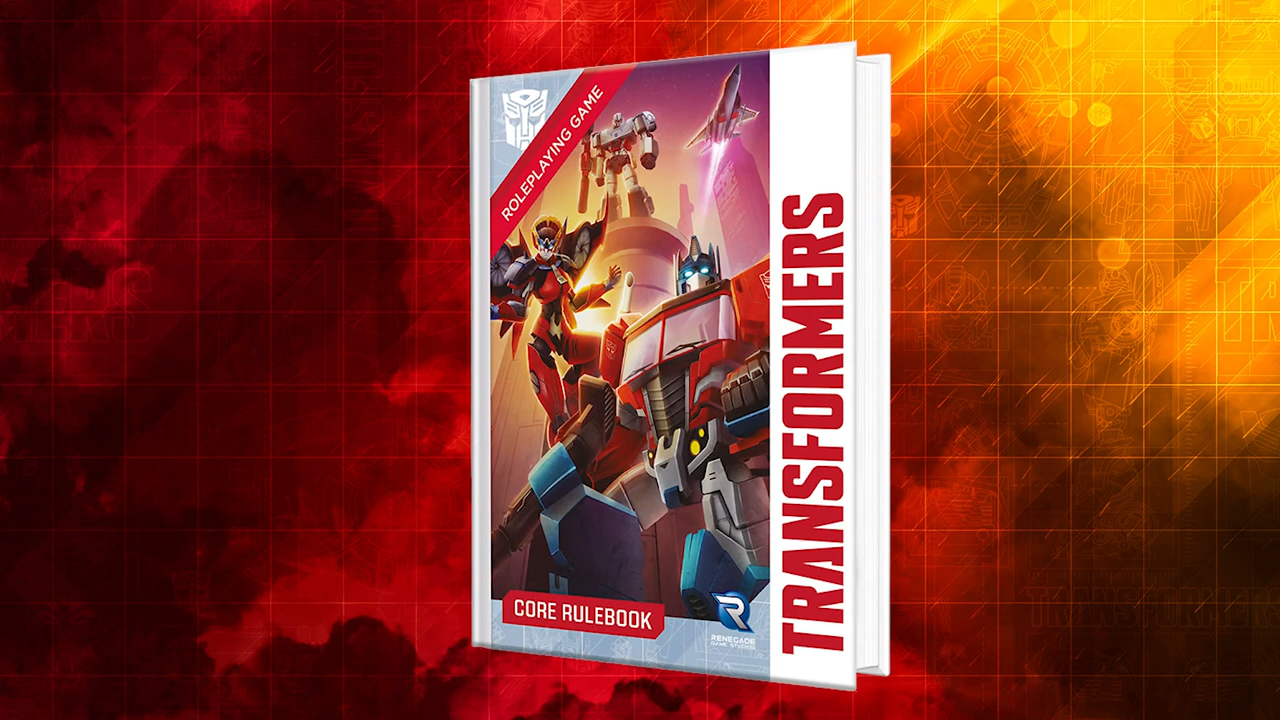 ROLEPLAYING GAME
TRANSFORMERS
CORE RULEBOOK
RENEGADE
GAME STUDIOS